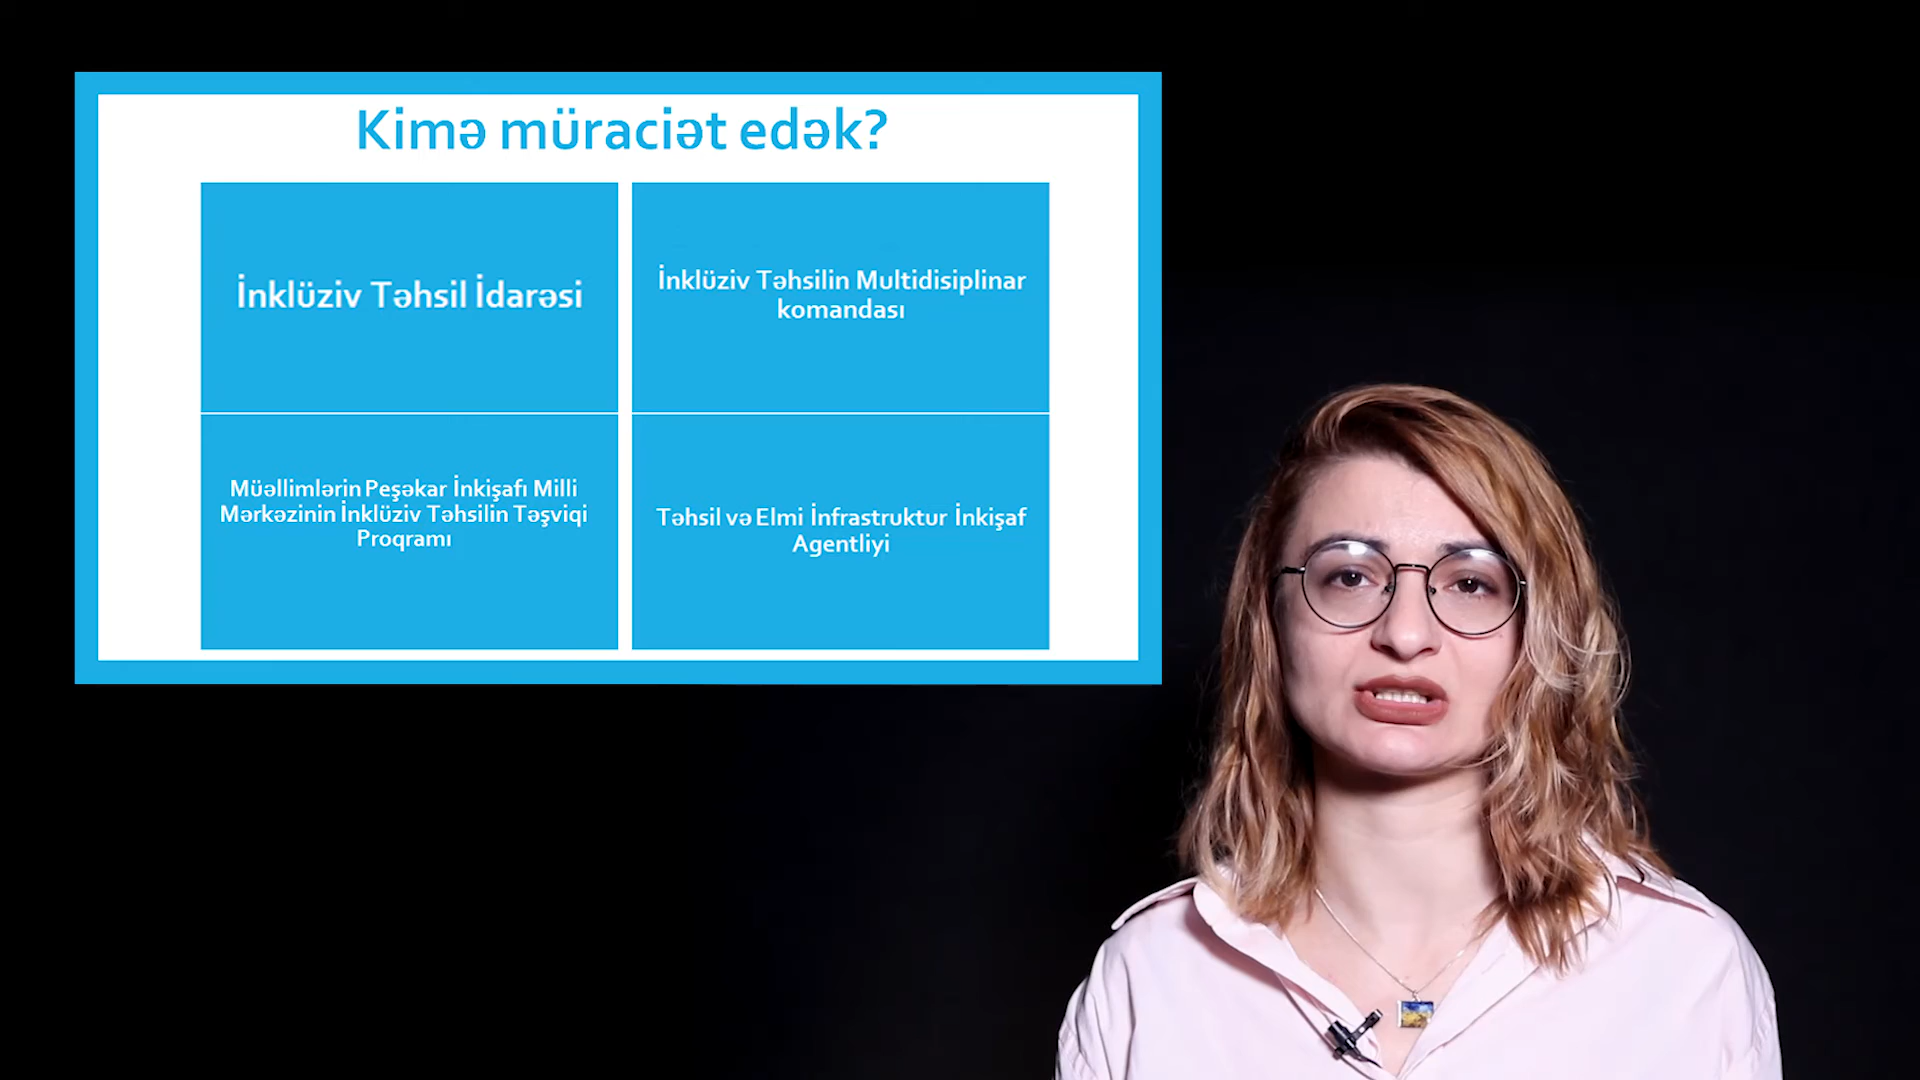 Kimə müraciət edək?
İnklüziv Təhsil İdarəsi
İnklüziv Təhsilin Multidisiplinar
komandası
Müəllimlərin Peşəkar İnkişafı Milli
Mərkəzinin İnklüziv Təhsilin Təşviqi
Proqramı
Təhsil və Elmi İnfrastruktur İnkişaf
Agentliyi